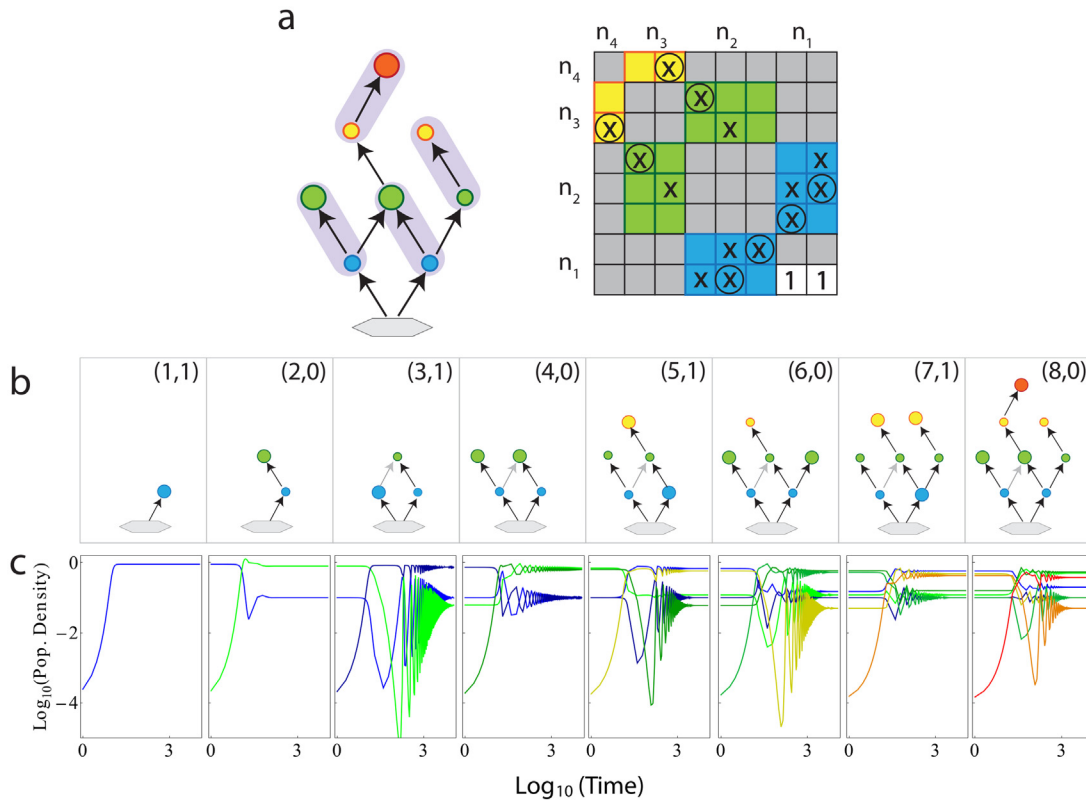 a
n4 n3 n2 n1
n4 X
n3 X
X X
n2 X X
X X X
X
n1 X X
X X 1 1
b
(1,1) (2,0) (3,1) (4,0) (5,1) (6,0) (7,1) (8,0)
c
Log10(Pop. Density)
0
−2
−4
0 3 0 3 0 3 0 3 0 3 0 3 0 3 0 3
Log10 (Time)